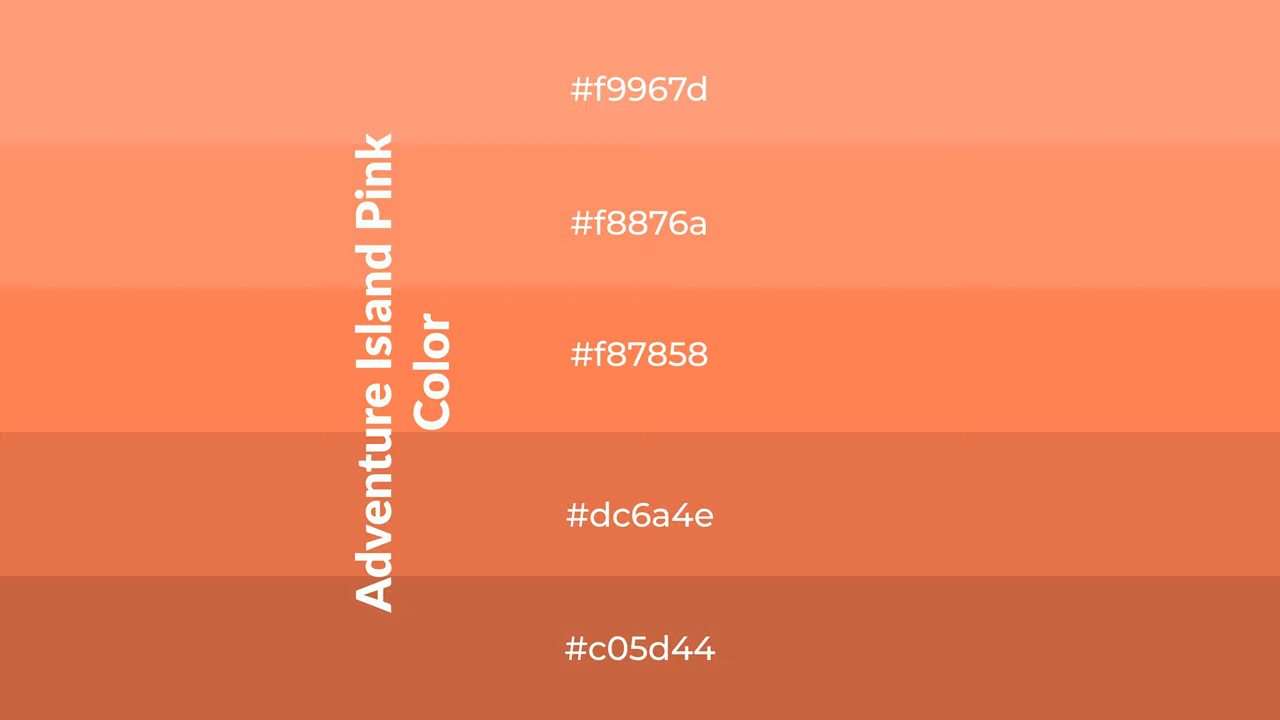 Adventure Island Pink
Color
#f9967d
#f8876a
#f87858
#dc6a4e
#c05d44